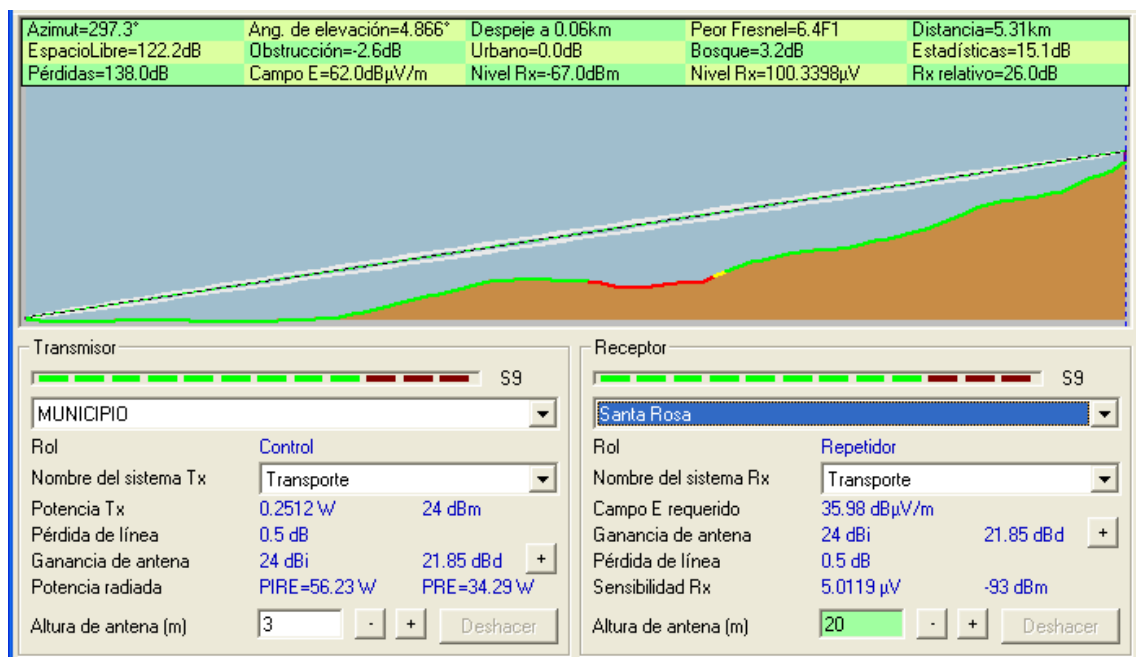 Azimut=297.3° Ang. de elevación=4.866° Despeje a 0.06km Peor Fresnel=6.4F1 Distancia=5.31km
EspacioLibre=122.2dB Obstrucción=-2.6dB Urbano=0.0dB Bosque=3.2dB Estadísticas=15.1dB
Pérdidas=138.0dB Campo E=62.0dBµV/m Nivel Rx=-67.0dBm Nivel Rx=100.3398µV Rx relativo=26.0dB
Transmisor
S9
MUNICIPIO
Rol Control
Nombre del sistema Tx Transporte
Potencia Tx 0.2512 W 24 dBm
Pérdida de línea 0.5 dB
Ganancia de antena 24 dBi 21.85 dBd +
Potencia radiada PIRE=56.23 W PRE=34.29 W
Altura de antena (m) 3 - + Deshacer
Receptor
S9
Santa Rosa
Rol Repetidor
Nombre del sistema Rx Transporte
Campo E requerido 35.98 dBµV/m
Ganancia de antena 24 dBi 21.85 dBd +
Pérdida de línea 0.5 dB
Sensibilidad Rx 5.0119 µV -93 dBm
Altura de antena (m) 20 - + Deshacer